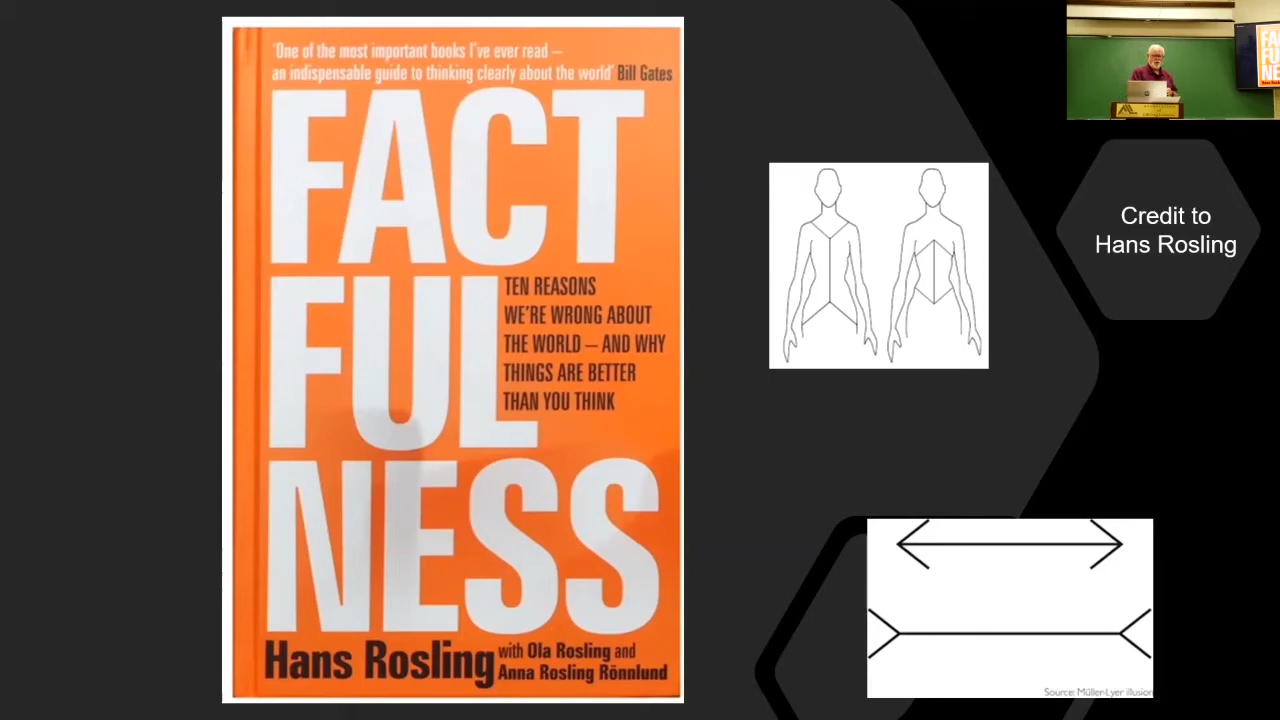 'One of the most important books I've ever read –
an indispensable guide to thinking clearly about the world' Bill Gates
FACT
FUL
NESS
TEN REASONS
WE'RE WRONG ABOUT
THE WORLD – AND WHY
THINGS ARE BETTER
THAN YOU THINK
Hans Rosling with Ola Rosling and
Anna Rosling Rönnlund
Credit to
Hans Rosling
Source: Müller-Lyer illusion